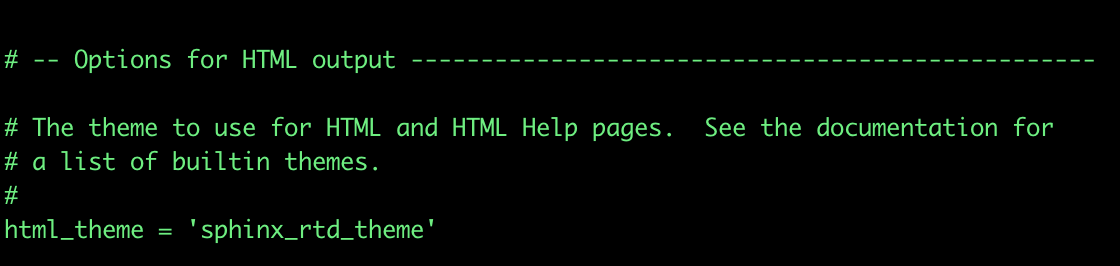 # -- Options for HTML output -------------------------------------------------
# The theme to use for HTML and HTML Help pages.  See the documentation for
# a list of builtin themes.
#
html_theme = 'sphinx_rtd_theme'